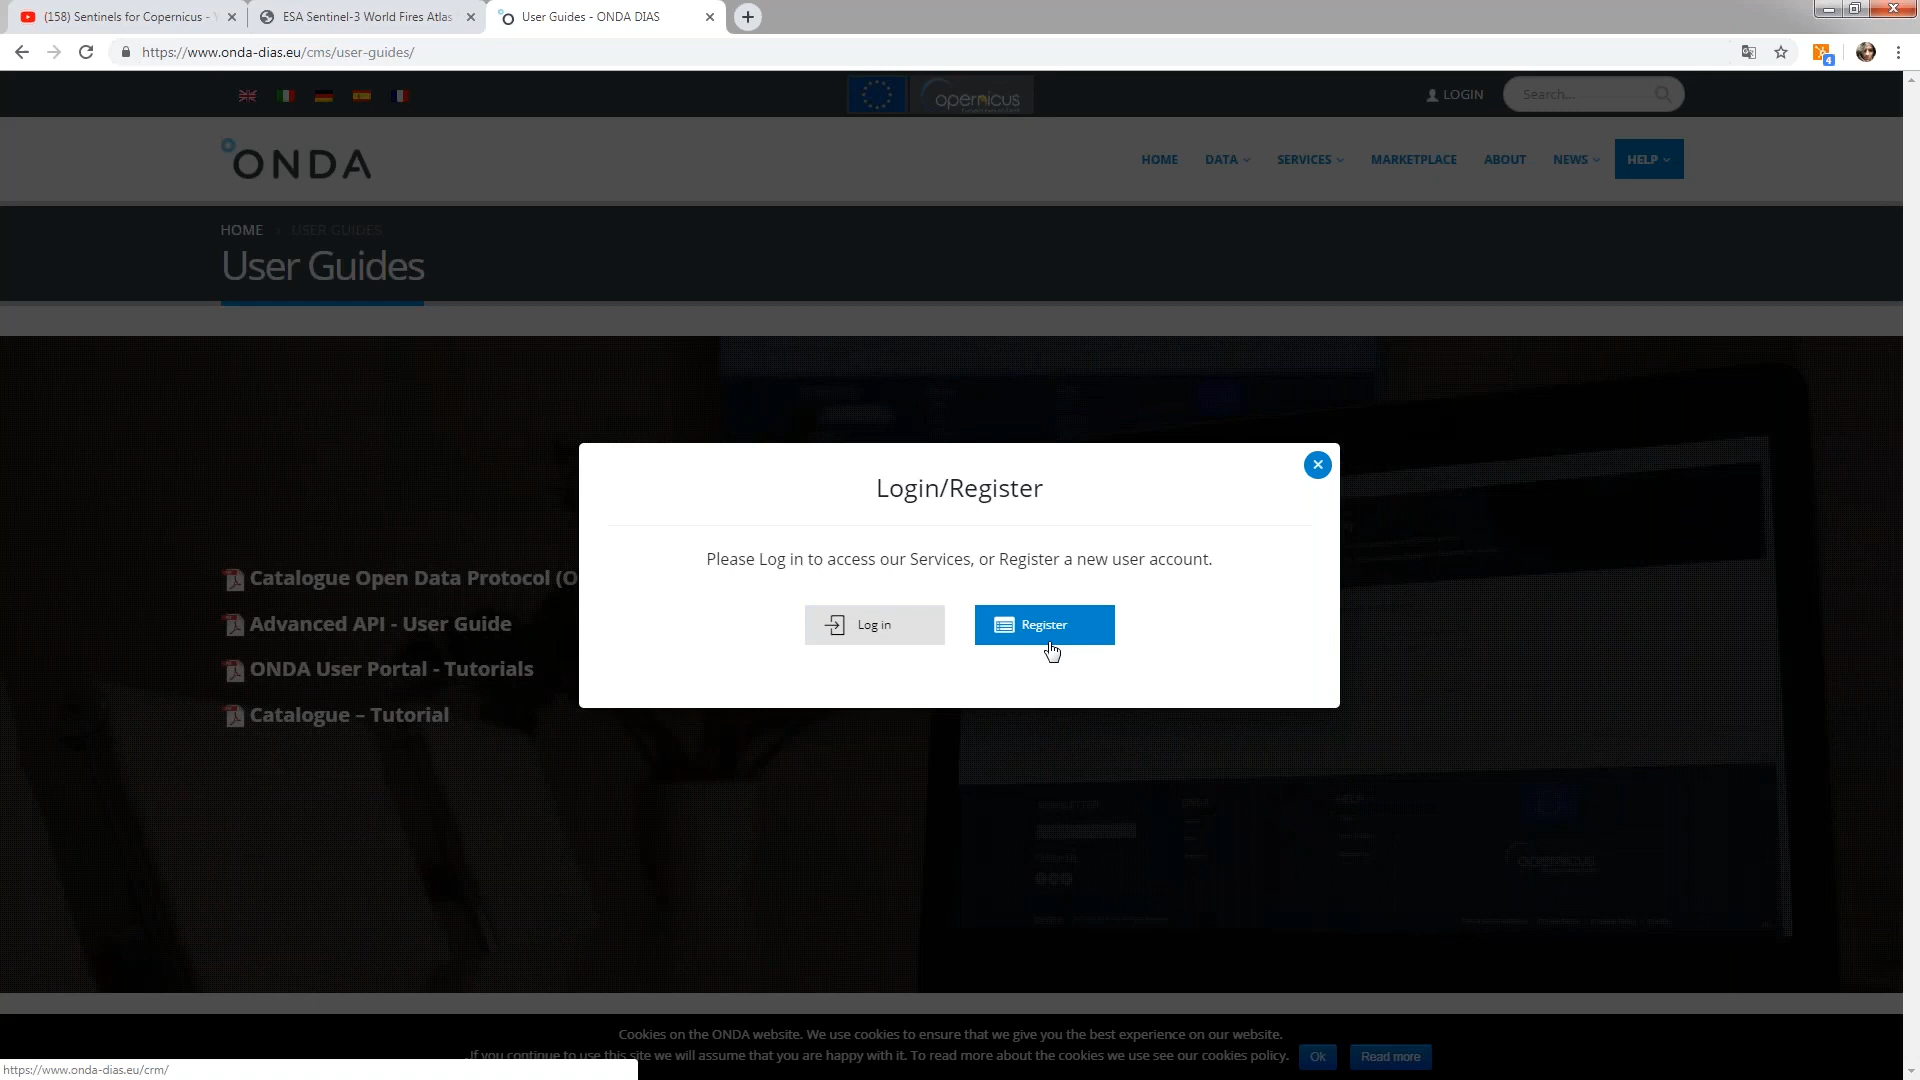 (158) Sentinels for Copernicus -
ESA Sentinel-3 World Fires Atlas
User Guides - ONDA DIAS
https://www.onda-dias.eu/cms/user-guides/
4
opernicus
LOGIN
Search...
ONDA
HOME
DATA
SERVICES
MARKETPLACE
ABOUT
NEWS
HELP
HOME › USER GUIDES
User Guides
Login/Register
Please Log in to access our Services, or Register a new user account.
Log in
Register
Catalogue Open Data Protocol (O
Advanced API - User Guide
ONDA User Portal - Tutorials
Catalogue – Tutorial
Cookies on the ONDA website. We use cookies to ensure that we give you the best experience on our website.
.If you continue to use this site we will assume that you are happy with it. To read more about the cookies we use see our cookies policy.
Ok
Read more
https://www.onda-dias.eu/crm/